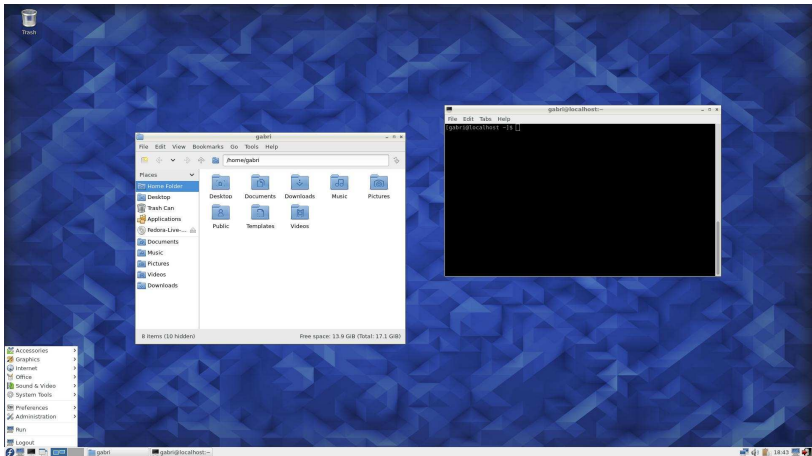 Trash
gabri
File Edit View Bookmarks Go Tools Help
/home/gabri
Places
Home Folder
Desktop
Trash Can
Applications
Fedora-Live-...
Documents
Music
Pictures
Videos
Downloads
Desktop Documents Downloads Music Pictures
Public Templates Videos
8 items (10 hidden) Free space: 13.9 GiB (Total: 17.1 GiB)
gabri@localhost:~
File Edit Tabs Help
[gabri@localhost ~]$
Accessories
Graphics
Internet
Office
Sound & Video
System Tools
Preferences
Administration
Run
Logout
gabri gabri@localhost:~ 18:43